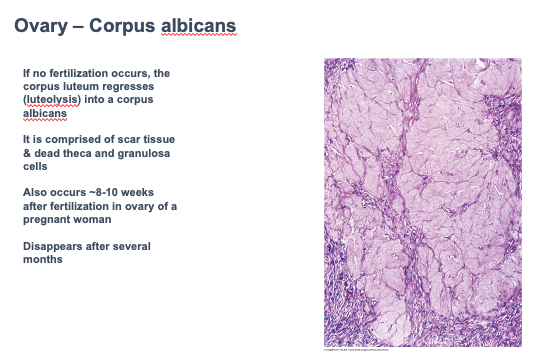 Ovary – Corpus albicans
If no fertilization occurs, the
corpus luteum regresses
(luteolysis) into a corpus
albicans
It is comprised of scar tissue
& dead theca and granulosa
cells
Also occurs ~8-10 weeks
after fertilization in ovary of a
pregnant woman
Disappears after several
months